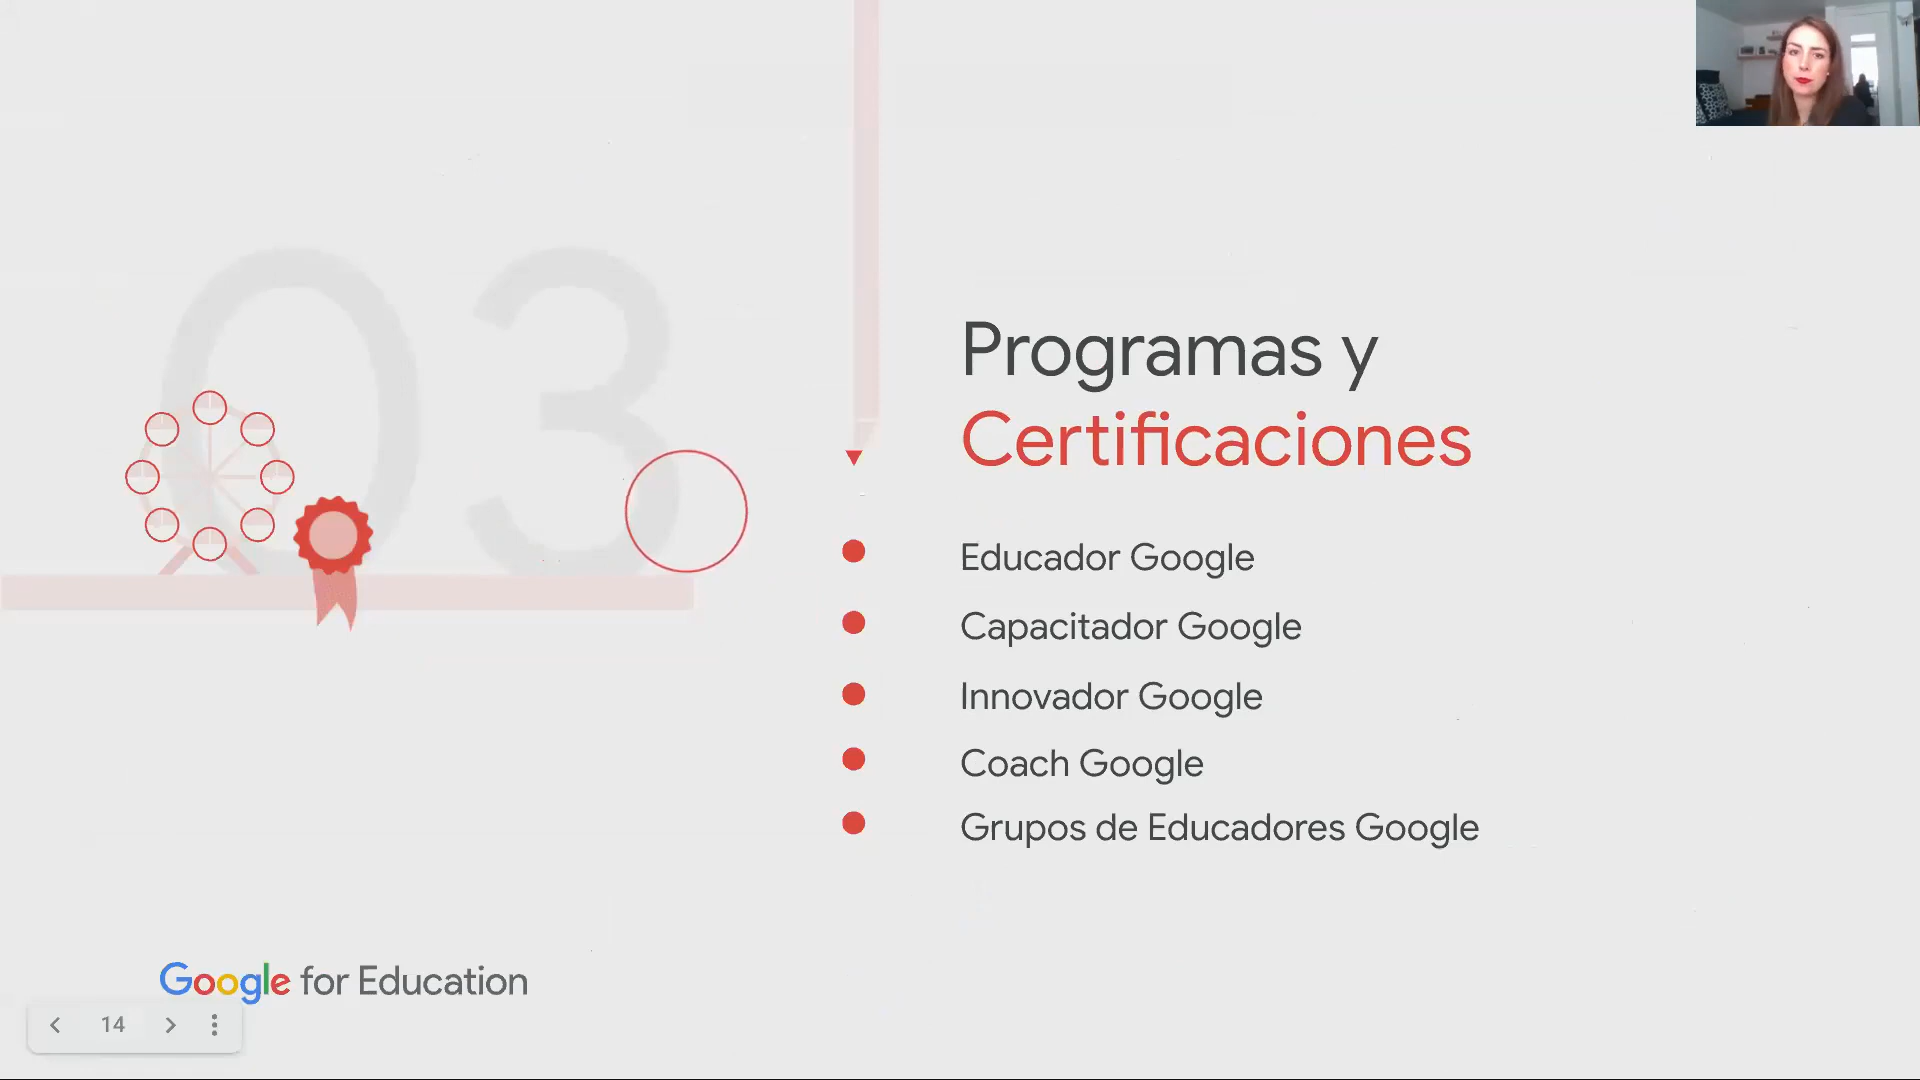 03
Programas y
Certificaciones
Educador Google
Capacitador Google
Innovador Google
Coach Google
Grupos de Educadores Google
Google for Education
14